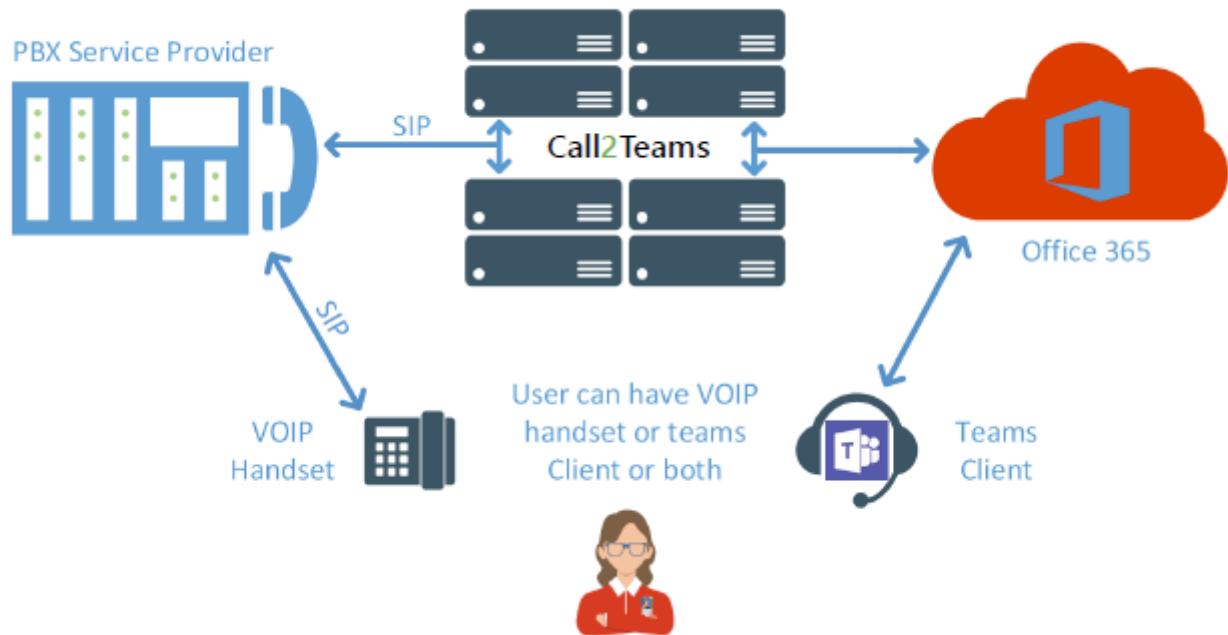 PBX Service Provider
SIP
Call2Teams
Office 365
SIP
VOIP
Handset
User can have VOIP
handset or teams
Client or both
T
Teams
Client